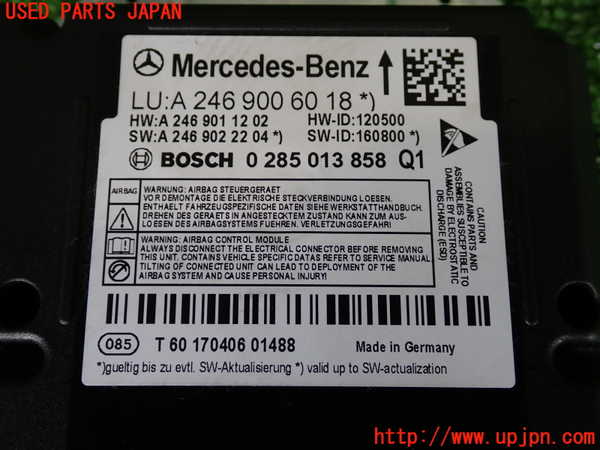 USED PARTS JAPAN
Mercedes-Benz
LU:A 246 900 60 18 *)
HW:A 246 901 12 02 HW-ID:120500
SW:A 246 902 22 04 *) SW-ID:160800 *)
BOSCH 0 285 013 858 Q1
AIRBAG
WARNUNG: AIRBAG STEUERGERAET
VOR DEMONTAGE DIE ELEKTRISCHE STECKVERBINDUNG LOESEN.
ENTHAELT FAHRZEUGSPEZIFISCHE DATEN SIEHE WERKSTATTHANDBUCH
DREHEN DES GERAETS IN ANGESTECKTEM ZUSTAND KANN ZUM AUS-
LOESEN DES AIRBAGSYSTEMS FUEHREN. VERLETZUNGSGEFAHR!
WARNING: AIRBAG CONTROL MODULE
ALWAYS DISCONNECT THE ELECTRICAL CONNECTOR BEFORE REMOVING
THIS UNIT. CONTAINS VEHICLE SPECIFIC DATAS REFER TO SERVICE MANUAL
TILTING OF CONNECTED UNIT CAN LEAD TO DEPLOYMENT OF THE
AIRBAG SYSTEM AND CAUSE PERSONAL INJURY!
CAUTION
CONTAINS PARTS AND
ASSEMBLIES SUSCEPTIBLE TO
DAMAGE BY ELECTROSTATIC
DISCHARGE (ESD)
085 T 60 170406 01488 Made in Germany
*)gueltig bis zu evtl. SW-Aktualisierung *) valid up to SW-actualization
http://www.upjpn.com/